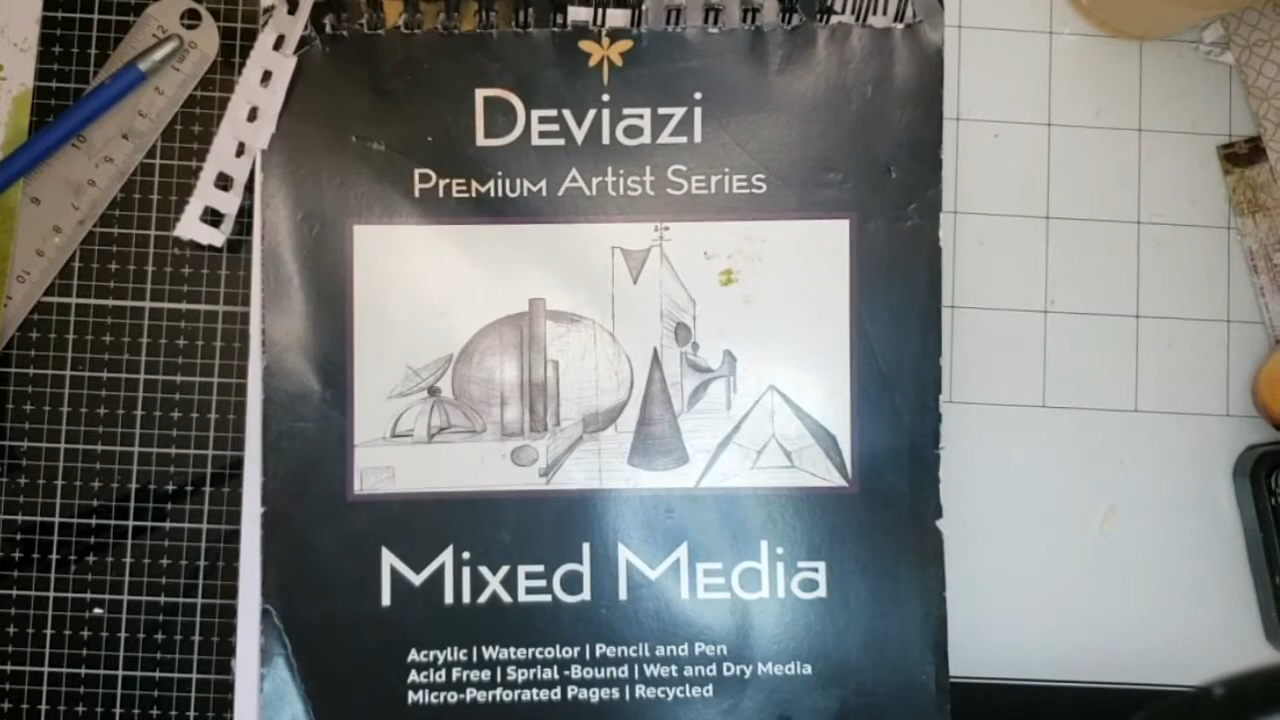 Deviazi
Premium Artist Series
Mixed Media
Acrylic | Watercolor | Pencil and Pen
Acid Free | Sprial -Bound | Wet and Dry Media
Micro-Perforated Pages | Recycled